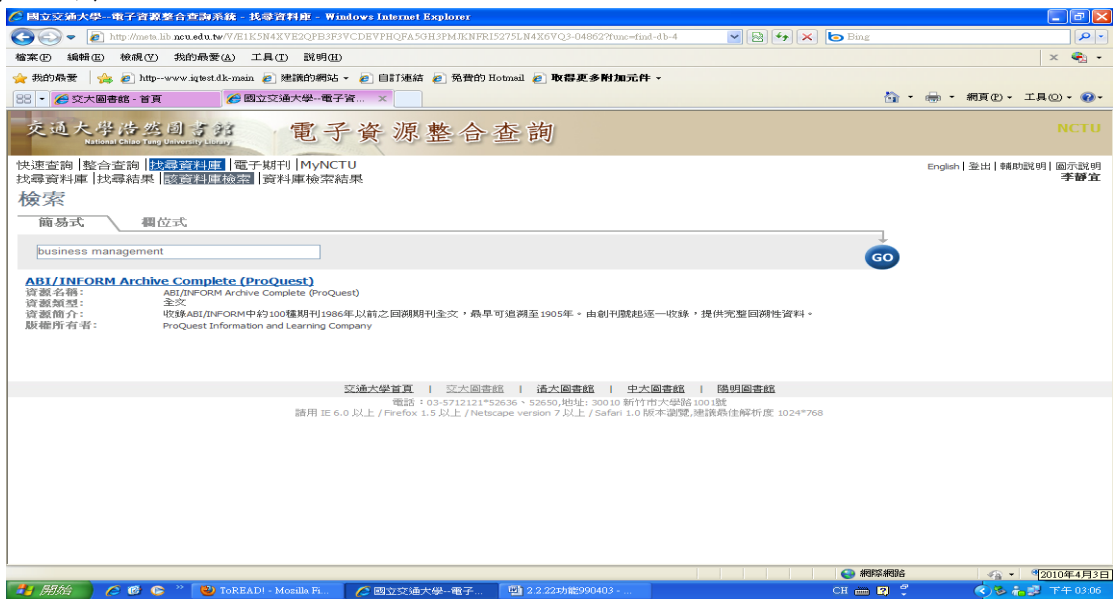 國立交通大學--電子資源整合查詢系統 - 找尋資料庫 - Windows Internet Explorer
http://meta.lib.ncu.edu.tw/V/E1K5N4XVE2QPB3F3VCDEVPHQFA5GH3PMJKNFRI5275LN4X6VQ3-04862?func=find-db-4
Bing
檔案(F) 編輯(E) 檢視(V) 我的最愛(A) 工具(T) 說明(H)
我的最愛 http--www.iqtest.dk-main 建議的網站 自訂連結 免費的 Hotmail 取得更多附加元件
交大圖書館 - 首頁 國立交通大學--電子資... 網頁(P) 工具(O)
交通大學浩然圖書館 電子資源整合查詢 NCTU
National Chiao Tung University Library
快速查詢 |整合查詢 |找尋資料庫 |電子期刊 |MyNCTU English| 登出| 輔助說明| 圖示說明
找尋資料庫 |找尋結果 |該資料庫檢索 |資料庫檢索結果 李靜宜
檢索
簡易式 欄位式
business management GO
ABI/INFORM Archive Complete (ProQuest)
資源名稱: ABI/INFORM Archive Complete (ProQuest)
資源類型: 全文
資源簡介: 收錄ABI/INFORM中約100種期刊1986年以前之回溯期刊全文，最早可追溯至1905年。由創刊號起逐一收錄，提供完整回溯性資料。
版權所有者: ProQuest Information and Learning Company
交通大學首頁 | 交大圖書館 | 清大圖書館 | 中大圖書館 | 陽明圖書館
電話：03-5712121*52636、52650,地址: 30010 新竹市大學路1001號
請用 IE 6.0 以上 / Firefox 1.5 以上 / Netscape version 7 以上 / Safari 1.0 版本瀏覽,建議最佳解析度 1024*768
網際網路
2010年4月3日
開始 ToREAD! - Mozilla Fi... 國立交通大學--電子... 2.2.22功能990403 - ... CH 下午 03:06